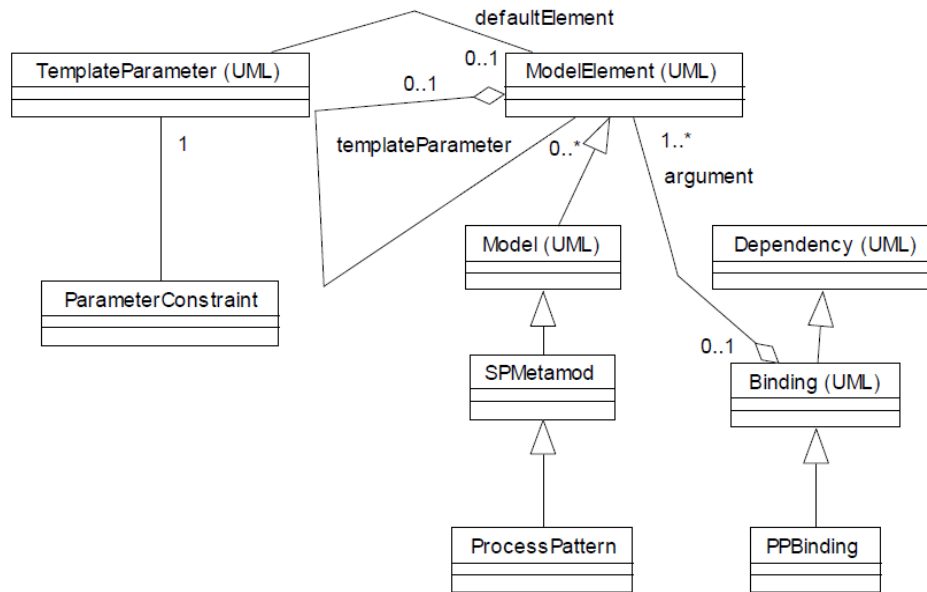 defaultElement
TemplateParameter (UML)
0..1
ModelElement (UML)
0..1
1
templateParameter
0..*
1..*
argument
Model (UML)
Dependency (UML)
ParameterConstraint
0..1
SPMetamod
Binding (UML)
ProcessPattern
PPBinding